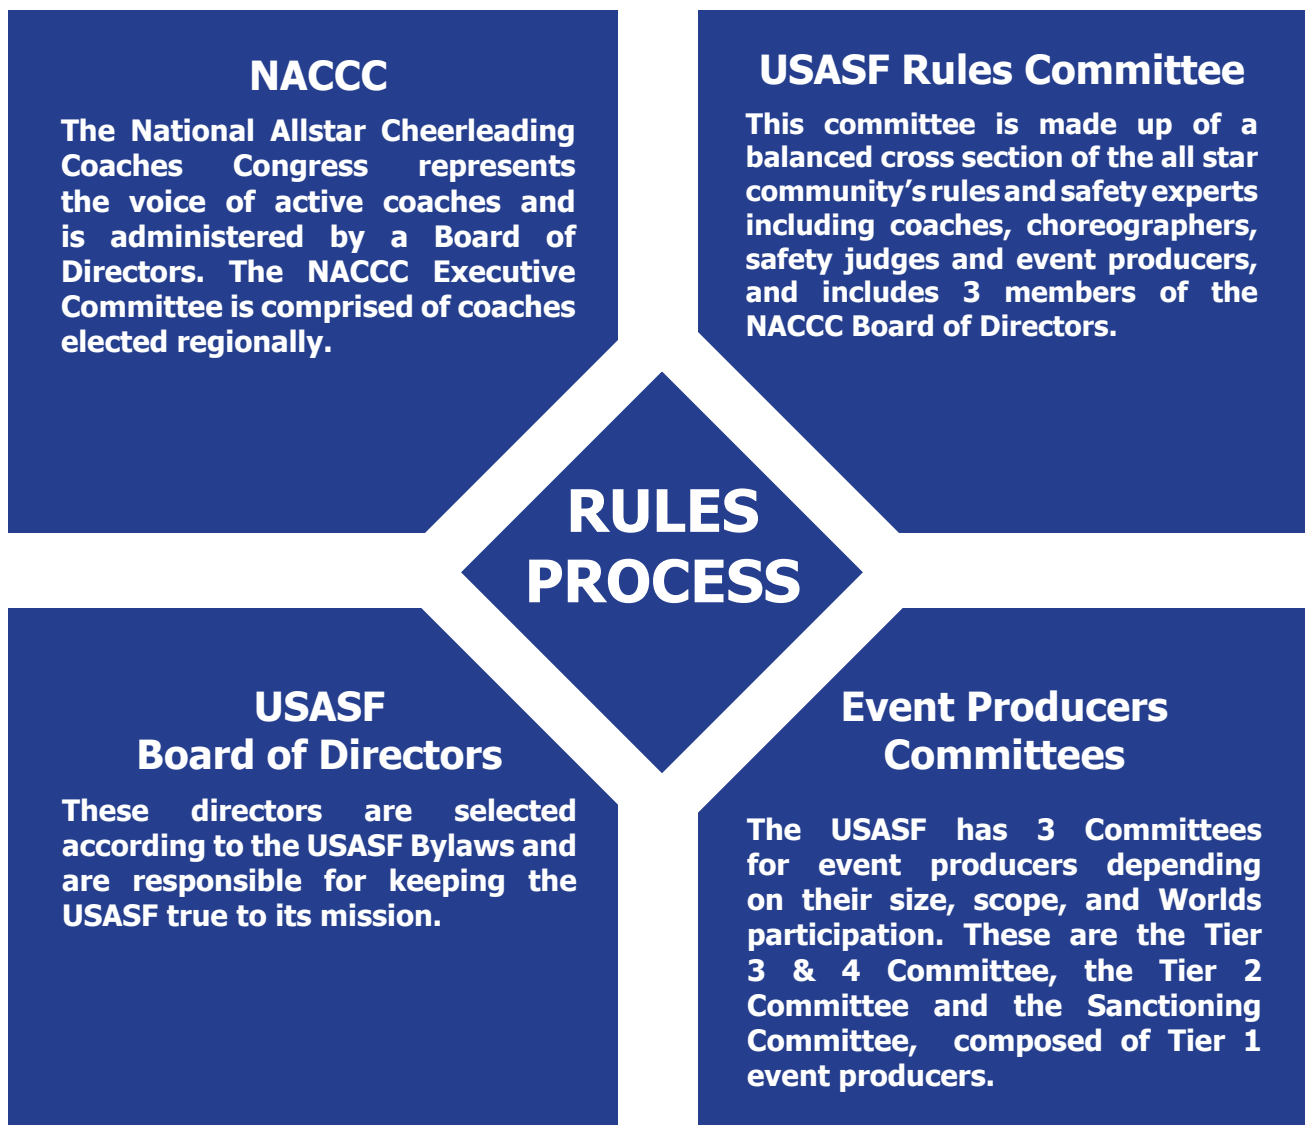 NACCC
The National Allstar Cheerleading
Coaches Congress represents
the voice of active coaches and
is administered by a Board of
Directors. The NACCC Executive
Committee is comprised of coaches
elected regionally.
USASF Rules Committee
This committee is made up of a
balanced cross section of the all star
community's rules and safety experts
including coaches, choreographers,
safety judges and event producers,
and includes 3 members of the
NACCC Board of Directors.
RULES
PROCESS
USASF
Board of Directors
These directors are selected
according to the USASF Bylaws and
are responsible for keeping the
USASF true to its mission.
Event Producers
Committees
The USASF has 3 Committees
for event producers depending
on their size, scope, and Worlds
participation. These are the Tier
3 & 4 Committee, the Tier 2
Committee and the Sanctioning
Committee, composed of Tier 1
event producers.